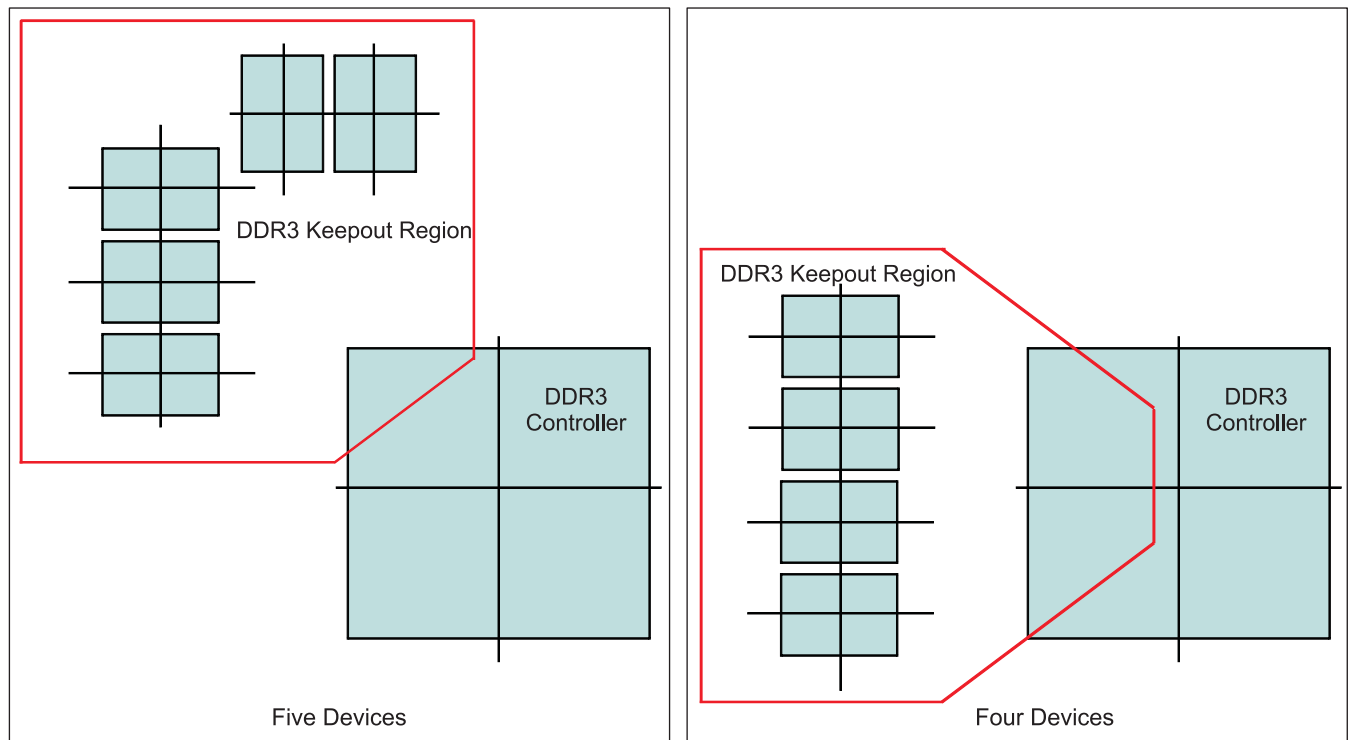 DDR3 Keepout Region
DDR3
Controller
Five Devices
DDR3 Keepout Region
DDR3
Controller
Four Devices